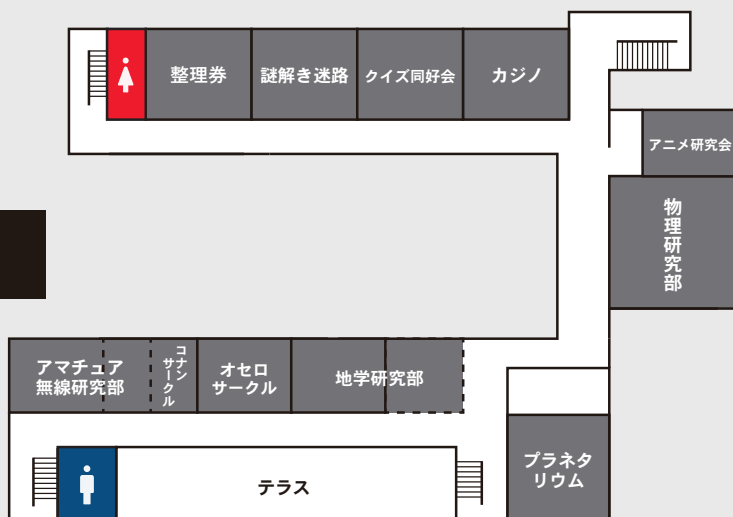 整理券
謎解き迷路
クイズ同好会
カジノ
アニメ研究会
物理研究部
アマチュア
無線研究部
コナン
サークル
オセロ
サークル
地学研究部
プラネタ
リウム
テラス